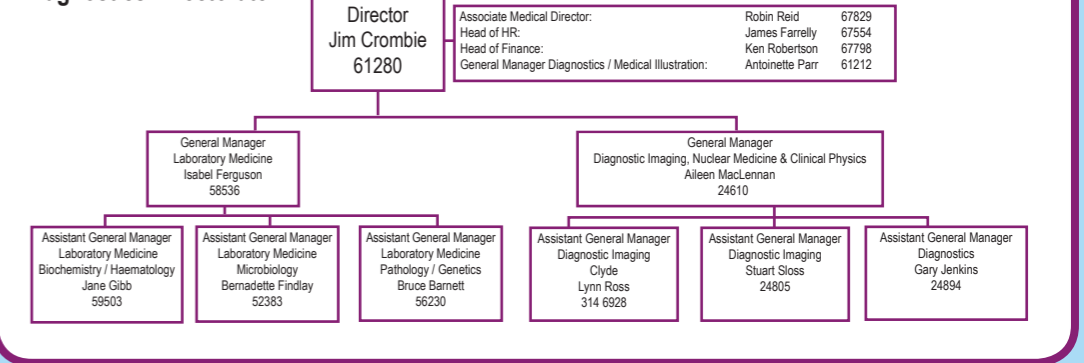 Director
Jim Crombie
61280
Associate Medical Director: Robin Reid 67829
Head of HR: James Farrelly 67554
Head of Finance: Ken Robertson 67798
General Manager Diagnostics / Medical Illustration: Antoinette Parr 61212
General Manager
Laboratory Medicine
Isabel Ferguson
58536
General Manager
Diagnostic Imaging, Nuclear Medicine & Clinical Physics
Aileen MacLennan
24610
Assistant General Manager
Laboratory Medicine
Biochemistry / Haematology
Jane Gibb
59503
Assistant General Manager
Laboratory Medicine
Microbiology
Bernadette Findlay
52383
Assistant General Manager
Laboratory Medicine
Pathology / Genetics
Bruce Barnett
56230
Assistant General Manager
Diagnostic Imaging
Clyde
Lynn Ross
314 6928
Assistant General Manager
Diagnostic Imaging
Stuart Sloss
24805
Assistant General Manager
Diagnostics
Gary Jenkins
24894